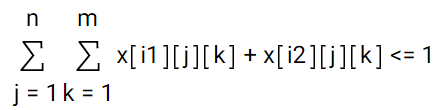 n m
∑ ∑ x[i1][j][k] + x[i2][j][k] <= 1
j = 1 k = 1